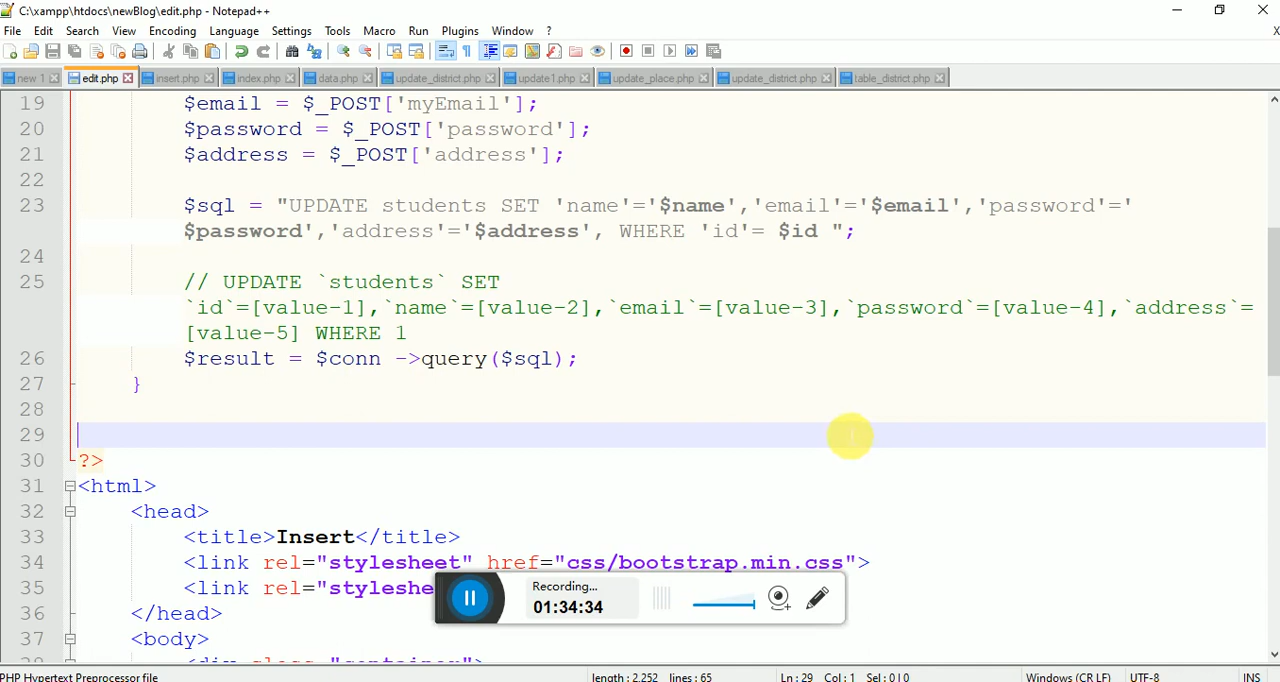 C:\xampp\htdocs\newBlog\edit.php - Notepad++
File Edit Search View Encoding Language Settings Tools Macro Run Plugins Window ? X
new 1 edit.php insert.php index.php data.php update_district.php update1.php update_place.php update_district.php table_district.php
19 $email = $_POST['myEmail'];
20 $password = $_POST['password'];
21 $address = $_POST['address'];
22
23 $sql = "UPDATE students SET 'name'='$name','email'='$email','password'='
$password','address'='$address', WHERE 'id'= $id ";
24
25 // UPDATE `students` SET
`id`=[value-1],`name`=[value-2],`email`=[value-3],`password`=[value-4],`address`=
[value-5] WHERE 1
26 $result = $conn ->query($sql);
27 }
28
29
30 ?>
31 <html>
32 <head>
33 <title>Insert</title>
34 <link rel="stylesheet" href="css/bootstrap.min.css">
35 <link rel="styleshe
36 </head>
37 <body>
38 <div class="container">
Recording...
01:34:34
PHP Hypertext Preprocessor file length : 2,252 lines : 65 Ln : 29 Col : 1 Sel : 0 | 0 Windows (CR LF) UTF-8 INS